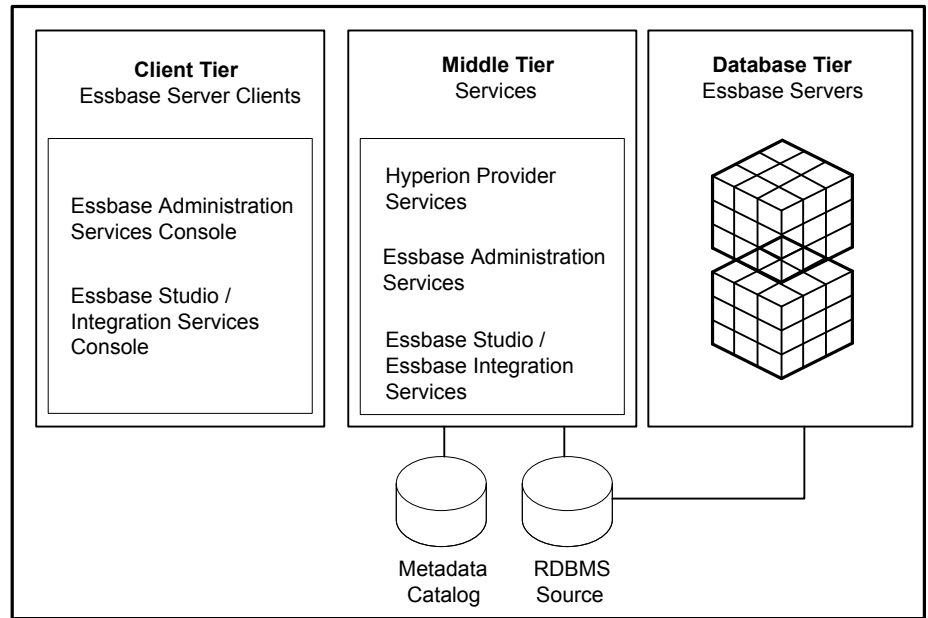 Client Tier
Essbase Server Clients
Essbase Administration
Services Console
Essbase Studio /
Integration Services
Console
Middle Tier
Services
Hyperion Provider
Services
Essbase Administration
Services
Essbase Studio /
Essbase Integration
Services
Database Tier
Essbase Servers
Metadata
Catalog
RDBMS
Source